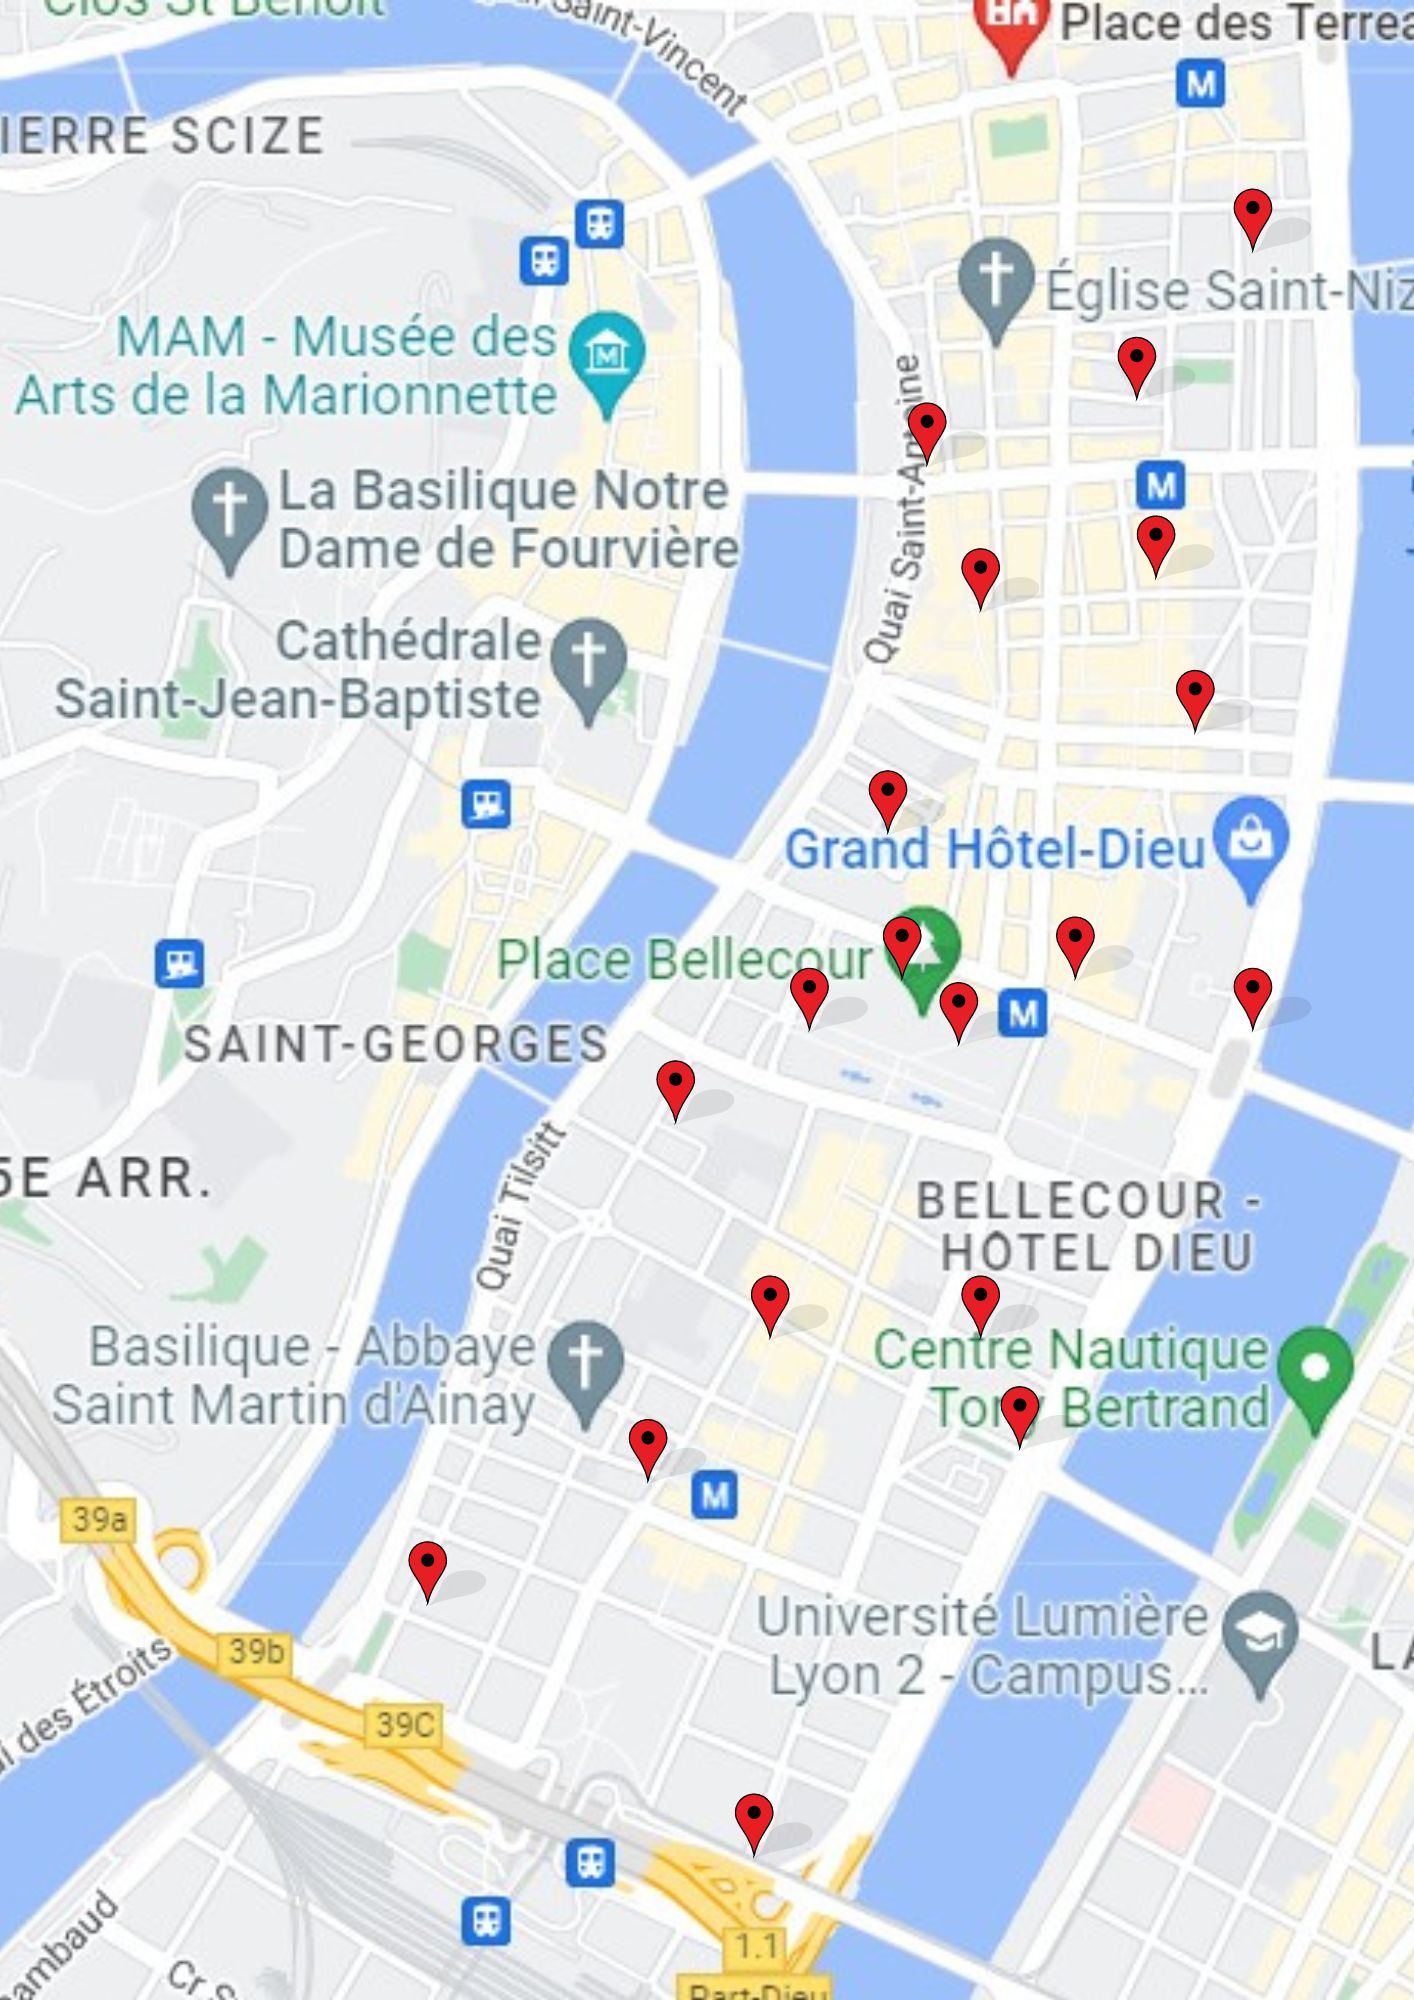 Clos St Benoît
Saint-Vincent
Place des Terrea
M
IERRE SCIZE
Église Saint-Niz
MAM - Musée des
Arts de la Marionnette
M
Quai Saint-Antoine
La Basilique Notre
Dame de Fourvière
M
Cathédrale
Saint-Jean-Baptiste
Grand Hôtel-Dieu
Place Bellecour
M
SAINT-GEORGES
Quai Tilsitt
5E ARR.
BELLECOUR -
HÔTEL DIEU
Basilique - Abbaye
Saint Martin d'Ainay
Centre Nautique
Tony Bertrand
M
39a
Université Lumière
Lyon 2 - Campus...
39b
LA
des Étroits
39C
1.1
Part-Dieu
ambaud
Cr.S